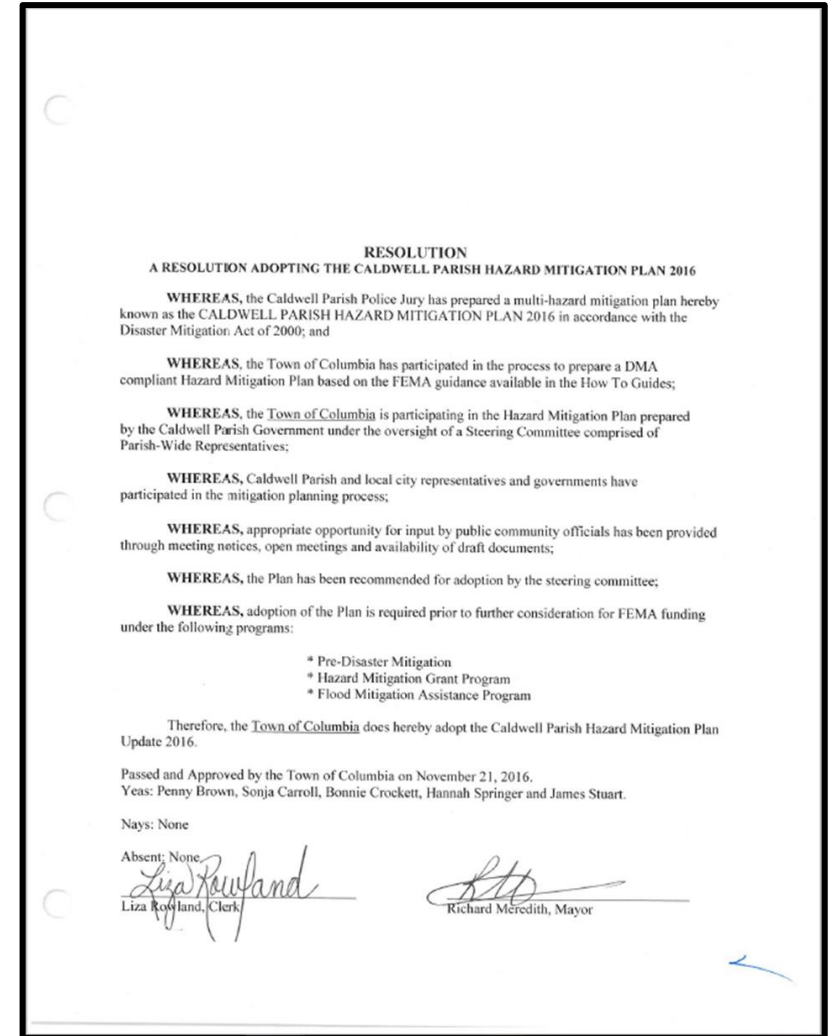 RESOLUTION
A RESOLUTION ADOPTING THE CALDWELL PARISH HAZARD MITIGATION PLAN 2016
WHEREAS, the Caldwell Parish Police Jury has prepared a multi-hazard mitigation plan hereby
known as the CALDWELL PARISH HAZARD MITIGATION PLAN 2016 in accordance with the
Disaster Mitigation Act of 2000; and
WHEREAS, the Town of Columbia has participated in the process to prepare a DMA
compliant Hazard Mitigation Plan based on the FEMA guidance available in the How To Guides;
WHEREAS, the Town of Columbia is participating in the Hazard Mitigation Plan prepared
by the Caldwell Parish Government under the oversight of a Steering Committee comprised of
Parish-Wide Representatives;
WHEREAS, Caldwell Parish and local city representatives and governments have
participated in the mitigation planning process;
WHEREAS, appropriate opportunity for input by public community officials has been provided
through meeting notices, open meetings and availability of draft documents;
WHEREAS, the Plan has been recommended for adoption by the steering committee;
WHEREAS, adoption of the Plan is required prior to further consideration for FEMA funding
under the following programs:
* Pre-Disaster Mitigation
* Hazard Mitigation Grant Program
* Flood Mitigation Assistance Program
Therefore, the Town of Columbia does hereby adopt the Caldwell Parish Hazard Mitigation Plan
Update 2016.
Passed and Approved by the Town of Columbia on November 21, 2016.
Yeas: Penny Brown, Sonja Carroll, Bonnie Crockett, Hannah Springer and James Stuart.
Nays: None
Absent: None
Liza Rowland
Liza Rowland, Clerk
Richard Meredith, Mayor